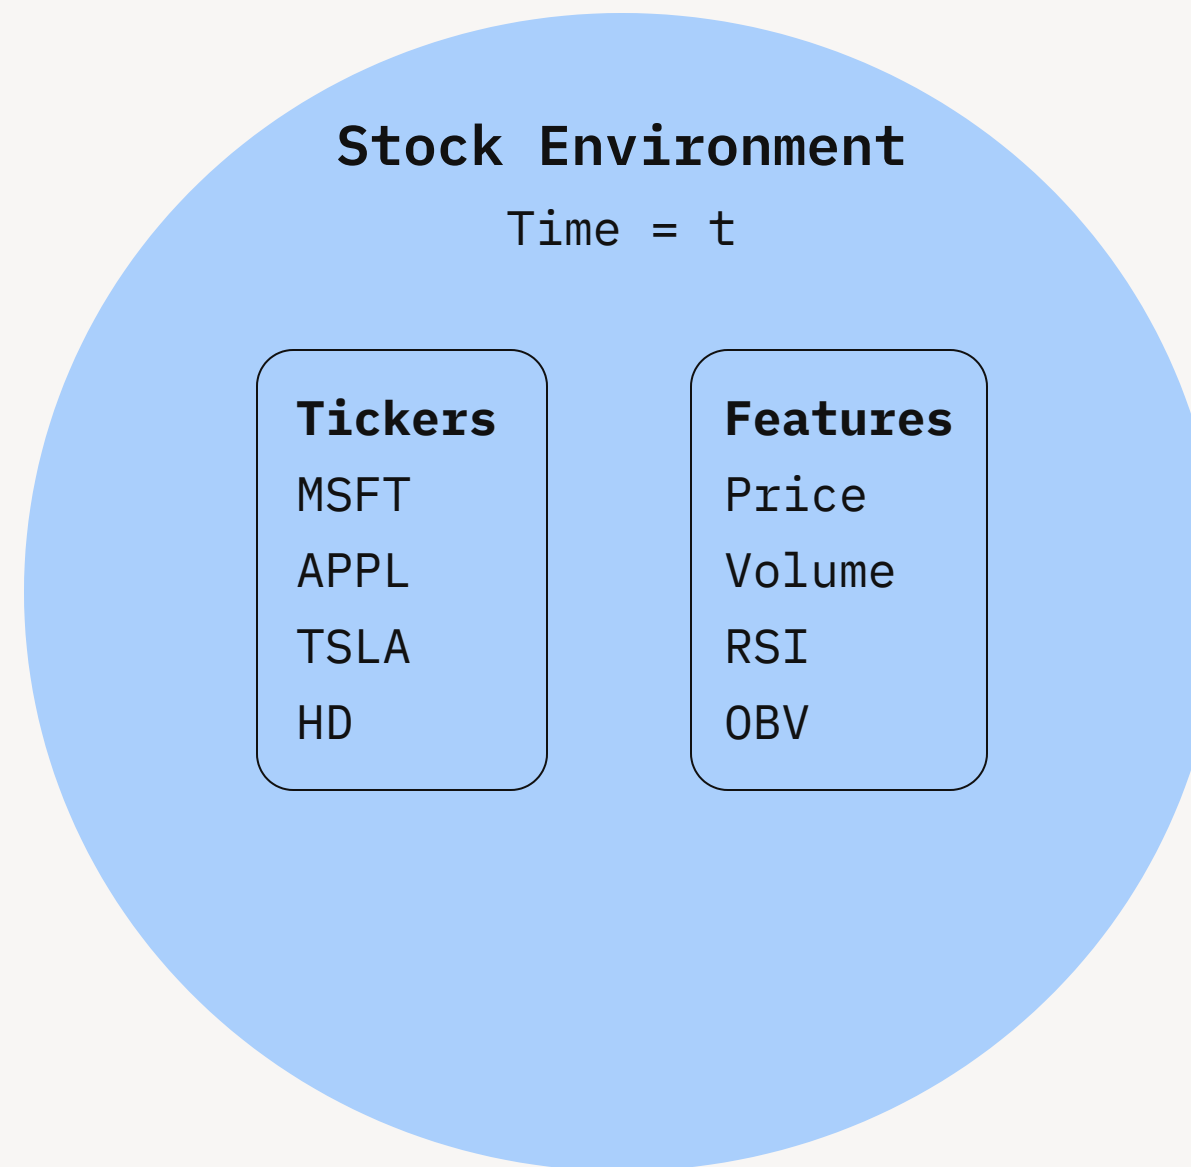 Stock Environment
Time = t
Tickers
MSFT
APPL
TSLA
HD
Features
Price
Volume
RSI
OBV